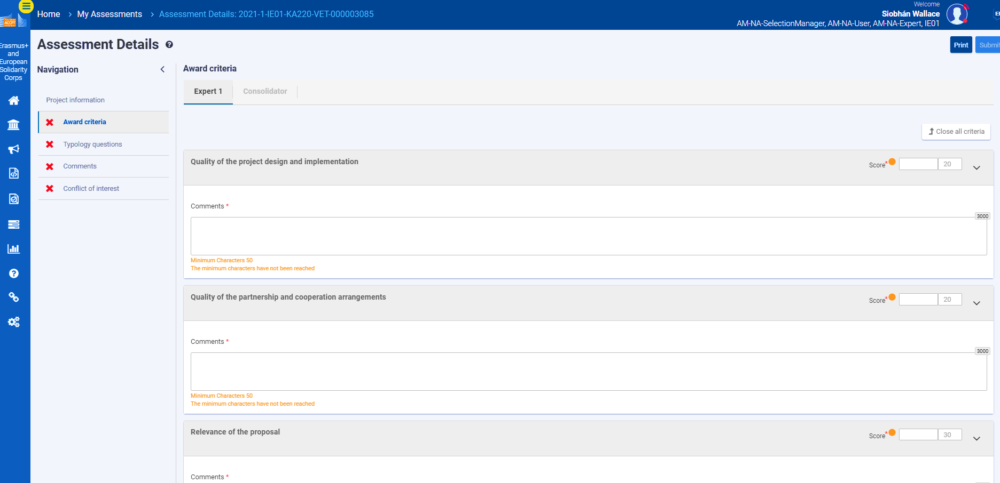 Home > My Assessments > Assessment Details: 2021-1-IE01-KA220-VET-000003085
Welcome
Siobhán Wallace
AM-NA-SelectionManager, AM-NA-User, AM-NA-Expert, IE01
ACCPT
Erasmus+
and
European
Solidarity
Corps
Assessment Details
Print
Submit
Navigation
Project information
Award criteria
Typology questions
Comments
Conflict of interest
Award criteria
Expert 1
Consolidator
Close all criteria
Quality of the project design and implementation
Score* 20
Comments *
3000
Minimum Characters 50
The minimum characters have not been reached
Quality of the partnership and cooperation arrangements
Score* 20
Comments *
3000
Minimum Characters 50
The minimum characters have not been reached
Relevance of the proposal
Score* 30
Comments *